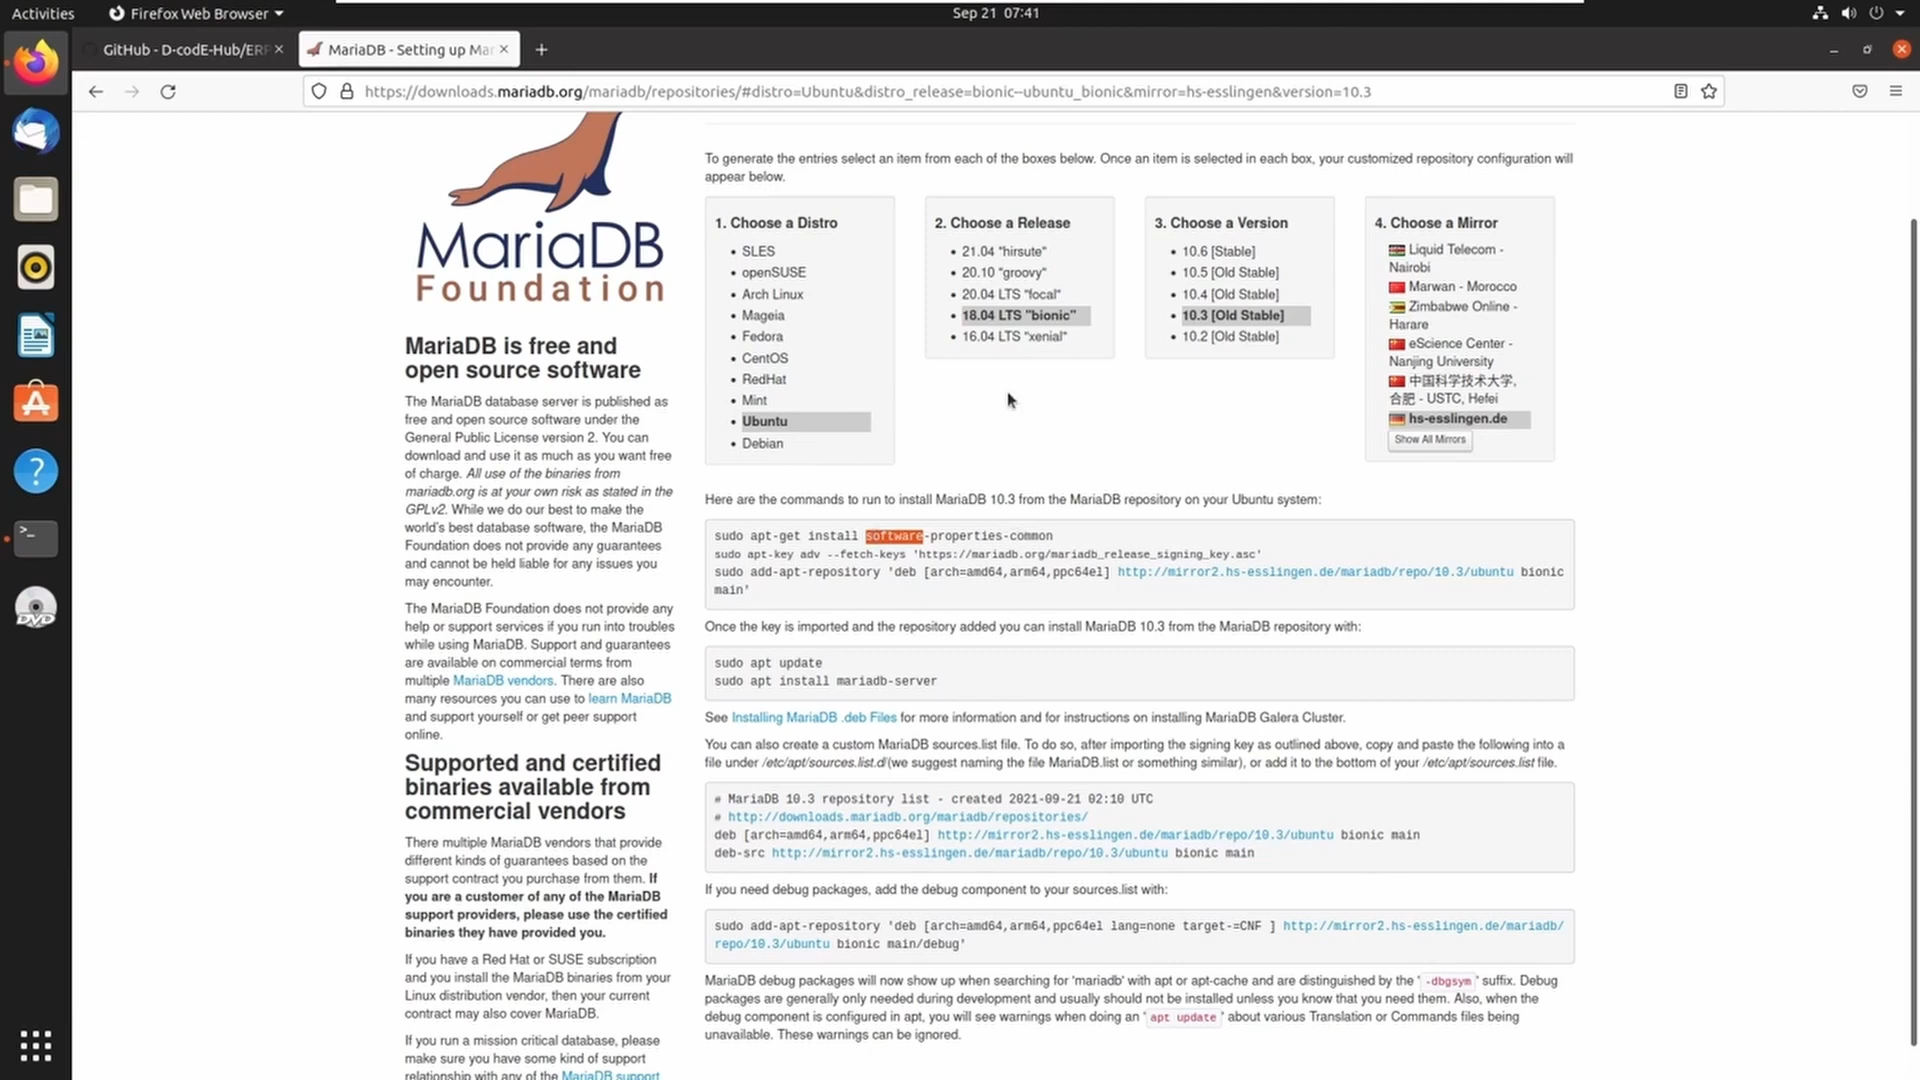 Activities
Firefox Web Browser
Sep 21 07:41
GitHub - D-codE-Hub/ERP
MariaDB - Setting up Mar
https://downloads.mariadb.org/mariadb/repositories/#distro=Ubuntu&distro_release=bionic--ubuntu_bionic&mirror=hs-esslingen&version=10.3
MariaDB
Foundation
MariaDB is free and
open source software
The MariaDB database server is published as
free and open source software under the
General Public License version 2. You can
download and use it as much as you want free
of charge. All use of the binaries from
mariadb.org is at your own risk as stated in the
GPLv2. While we do our best to make the
world's best database software, the MariaDB
Foundation does not provide any guarantees
and cannot be held liable for any issues you
may encounter.
The MariaDB Foundation does not provide any
help or support services if you run into troubles
while using MariaDB. Support and guarantees
are available on commercial terms from
multiple MariaDB vendors. There are also
many resources you can use to learn MariaDB
and support yourself or get peer support
online.
Supported and certified
binaries available from
commercial vendors
There multiple MariaDB vendors that provide
different kinds of guarantees based on the
support contract you purchase from them. If
you are a customer of any of the MariaDB
support providers, please use the certified
binaries they have provided you.
If you have a Red Hat or SUSE subscription
and you install the MariaDB binaries from your
Linux distribution vendor, then your current
contract may also cover MariaDB.
If you run a mission critical database, please
make sure you have some kind of support
relationship with any of the MariaDB support
To generate the entries select an item from each of the boxes below. Once an item is selected in each box, your customized repository configuration will
appear below.
1. Choose a Distro
SLES
openSUSE
Arch Linux
Mageia
Fedora
CentOS
RedHat
Mint
Ubuntu
Debian
2. Choose a Release
21.04 "hirsute"
20.10 "groovy"
20.04 LTS "focal"
18.04 LTS "bionic"
16.04 LTS "xenial"
3. Choose a Version
10.6 [Stable]
10.5 [Old Stable]
10.4 [Old Stable]
10.3 [Old Stable]
10.2 [Old Stable]
4. Choose a Mirror
Liquid Telecom -
Nairobi
Marwan - Morocco
Zimbabwe Online -
Harare
eScience Center -
Nanjing University
中国科学技术大学,
合肥 - USTC, Hefei
hs-esslingen.de
Show All Mirrors
Here are the commands to run to install MariaDB 10.3 from the MariaDB repository on your Ubuntu system:
sudo apt-get install software-properties-common
sudo apt-key adv --fetch-keys 'https://mariadb.org/mariadb_release_signing_key.asc'
sudo add-apt-repository 'deb [arch=amd64,arm64,ppc64el] http://mirror2.hs-esslingen.de/mariadb/repo/10.3/ubuntu bionic
main'
Once the key is imported and the repository added you can install MariaDB 10.3 from the MariaDB repository with:
sudo apt update
sudo apt install mariadb-server
See Installing MariaDB .deb Files for more information and for instructions on installing MariaDB Galera Cluster.
You can also create a custom MariaDB sources.list file. To do so, after importing the signing key as outlined above, copy and paste the following into a
file under /etc/apt/sources.list.d/(we suggest naming the file MariaDB.list or something similar), or add it to the bottom of your /etc/apt/sources.list file.
# MariaDB 10.3 repository list - created 2021-09-21 02:10 UTC
# http://downloads.mariadb.org/mariadb/repositories/
deb [arch=amd64,arm64,ppc64el] http://mirror2.hs-esslingen.de/mariadb/repo/10.3/ubuntu bionic main
deb-src http://mirror2.hs-esslingen.de/mariadb/repo/10.3/ubuntu bionic main
If you need debug packages, add the debug component to your sources.list with:
sudo add-apt-repository 'deb [arch=amd64,arm64,ppc64el lang=none target-=CNF ] http://mirror2.hs-esslingen.de/mariadb/
repo/10.3/ubuntu bionic main/debug'
MariaDB debug packages will now show up when searching for 'mariadb' with apt or apt-cache and are distinguished by the '-dbgsym' suffix. Debug
packages are generally only needed during development and usually should not be installed unless you know that you need them. Also, when the
debug component is configured in apt, you will see warnings when doing an 'apt update' about various Translation or Commands files being
unavailable. These warnings can be ignored.
DVD